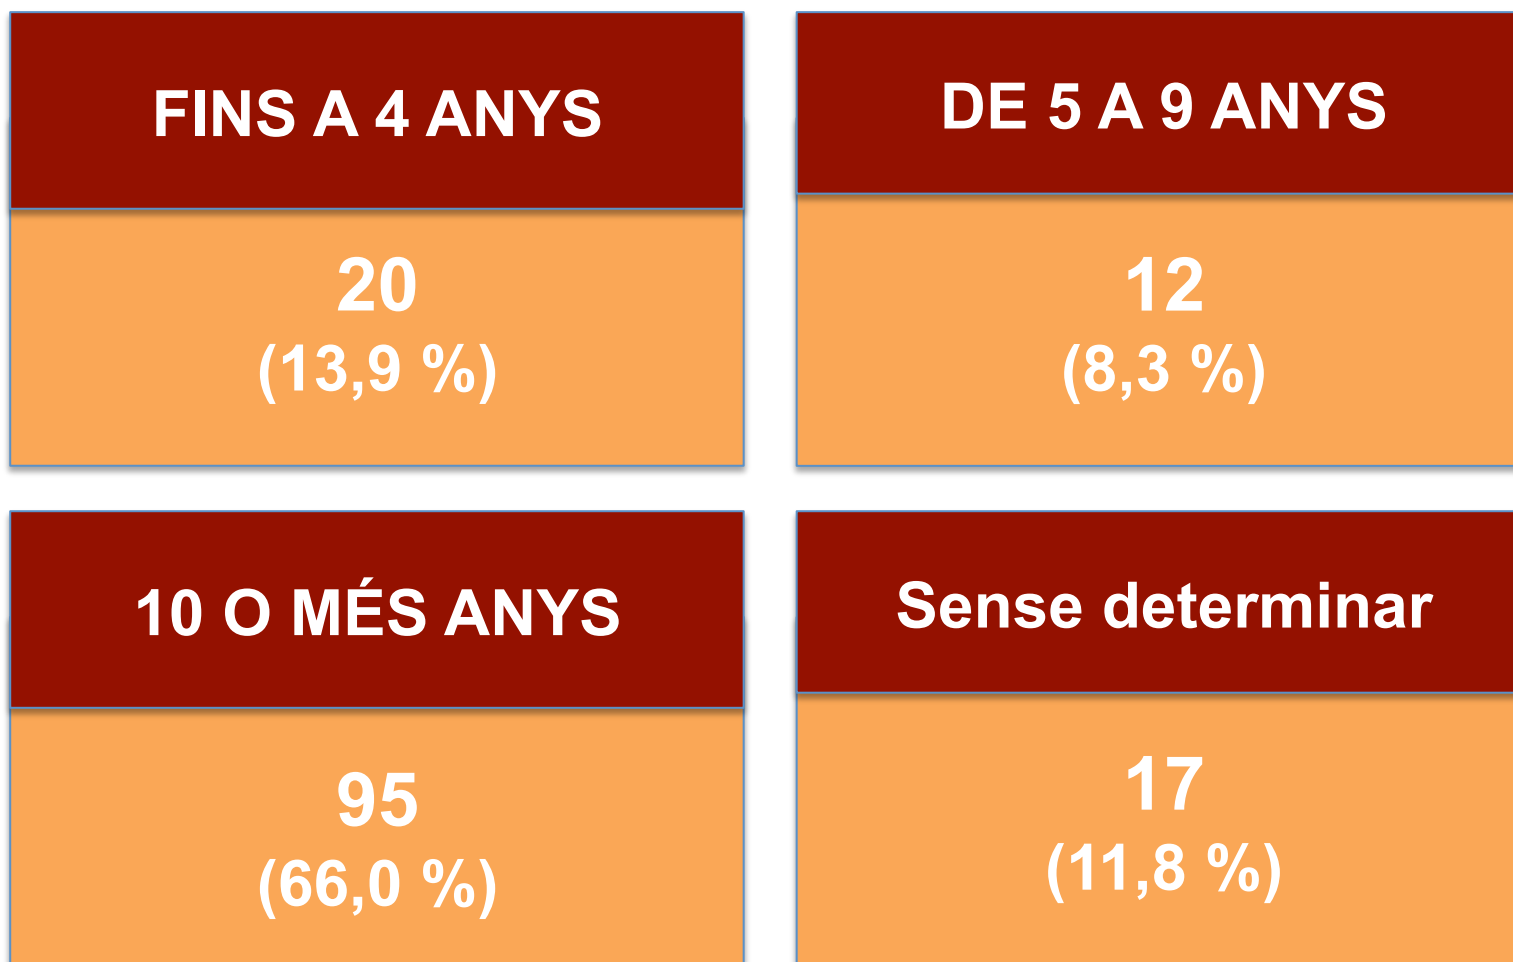 FINS A 4 ANYS
20
(13,9 %)
DE 5 A 9 ANYS
12
(8,3 %)
10 O MÉS ANYS
95
(66,0 %)
Sense determinar
17
(11,8 %)